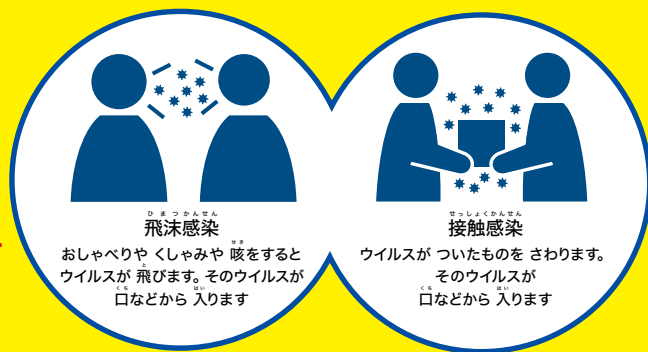 飛沫感染
おしゃべりや くしゃみや 咳をすると
ウイルスが 飛びます。そのウイルスが
口などから 入ります
接触感染
ウイルスが ついたものを さわります。
そのウイルスが
口などから 入ります